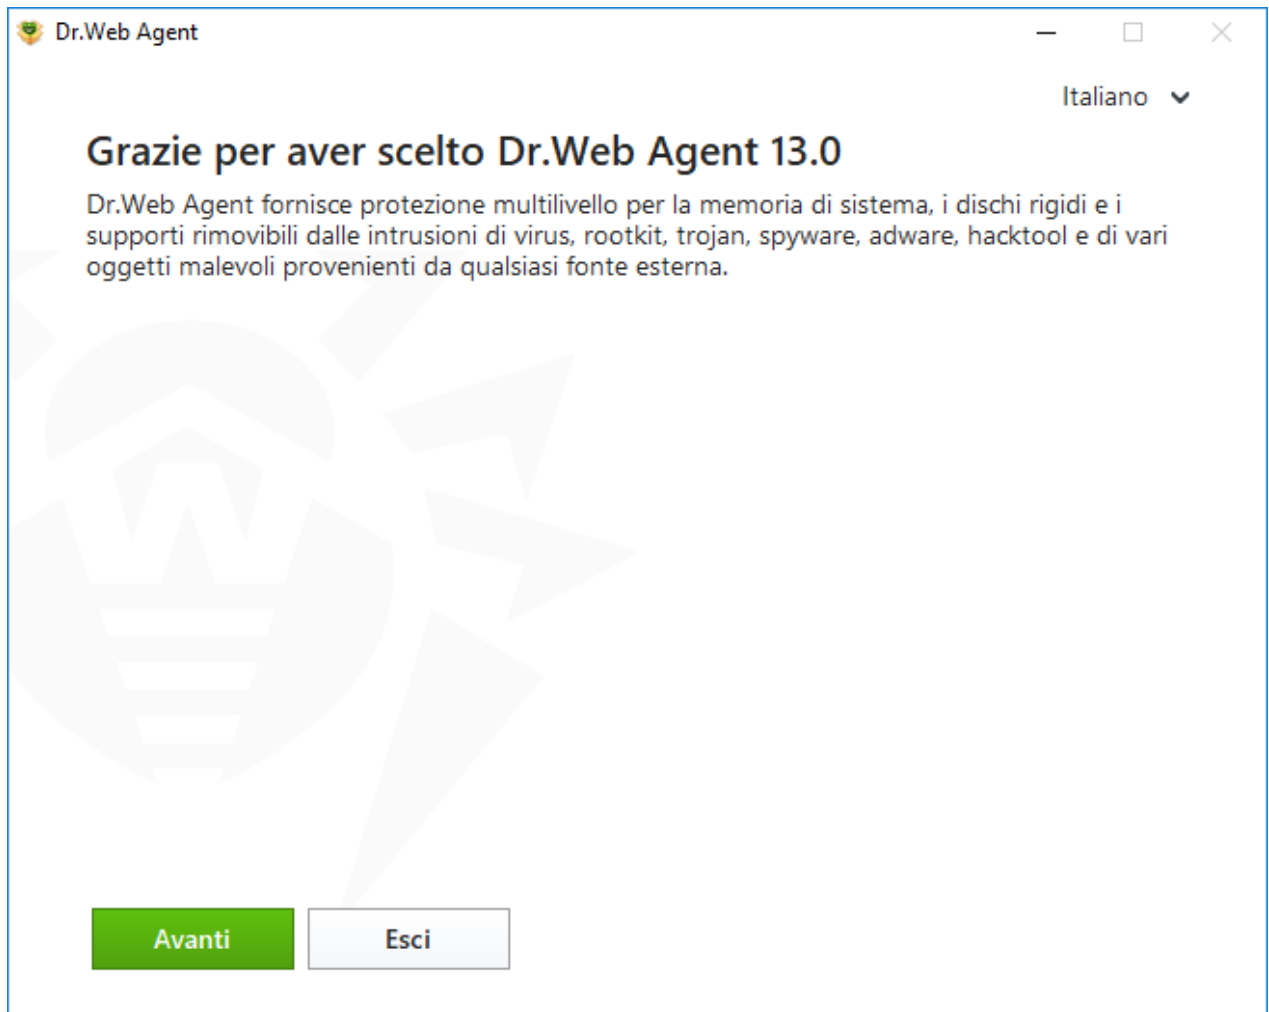 Dr.Web Agent
Italiano
Grazie per aver scelto Dr.Web Agent 13.0
Dr.Web Agent fornisce protezione multilivello per la memoria di sistema, i dischi rigidi e i
supporti rimovibili dalle intrusioni di virus, rootkit, trojan, spyware, adware, hacktool e di vari
oggetti malevoli provenienti da qualsiasi fonte esterna.
Avanti
Esci